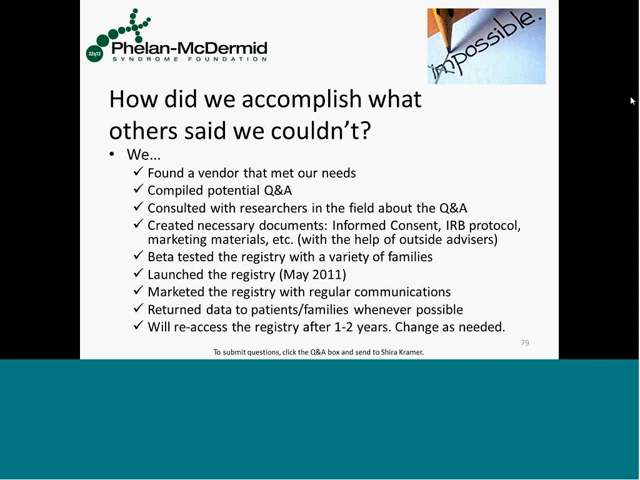 22q13
Phelan-McDermid
SYNDROME FOUNDATION
impossible.
How did we accomplish what
others said we couldn't?
• We…
✓ Found a vendor that met our needs
✓ Compiled potential Q&A
✓ Consulted with researchers in the field about the Q&A
✓ Created necessary documents: Informed Consent, IRB protocol,
marketing materials, etc. (with the help of outside advisers)
✓ Beta tested the registry with a variety of families
✓ Launched the registry (May 2011)
✓ Marketed the registry with regular communications
✓ Returned data to patients/families whenever possible
✓ Will re-access the registry after 1-2 years. Change as needed.
79
To submit questions, click the Q&A box and send to Shira Kramer.